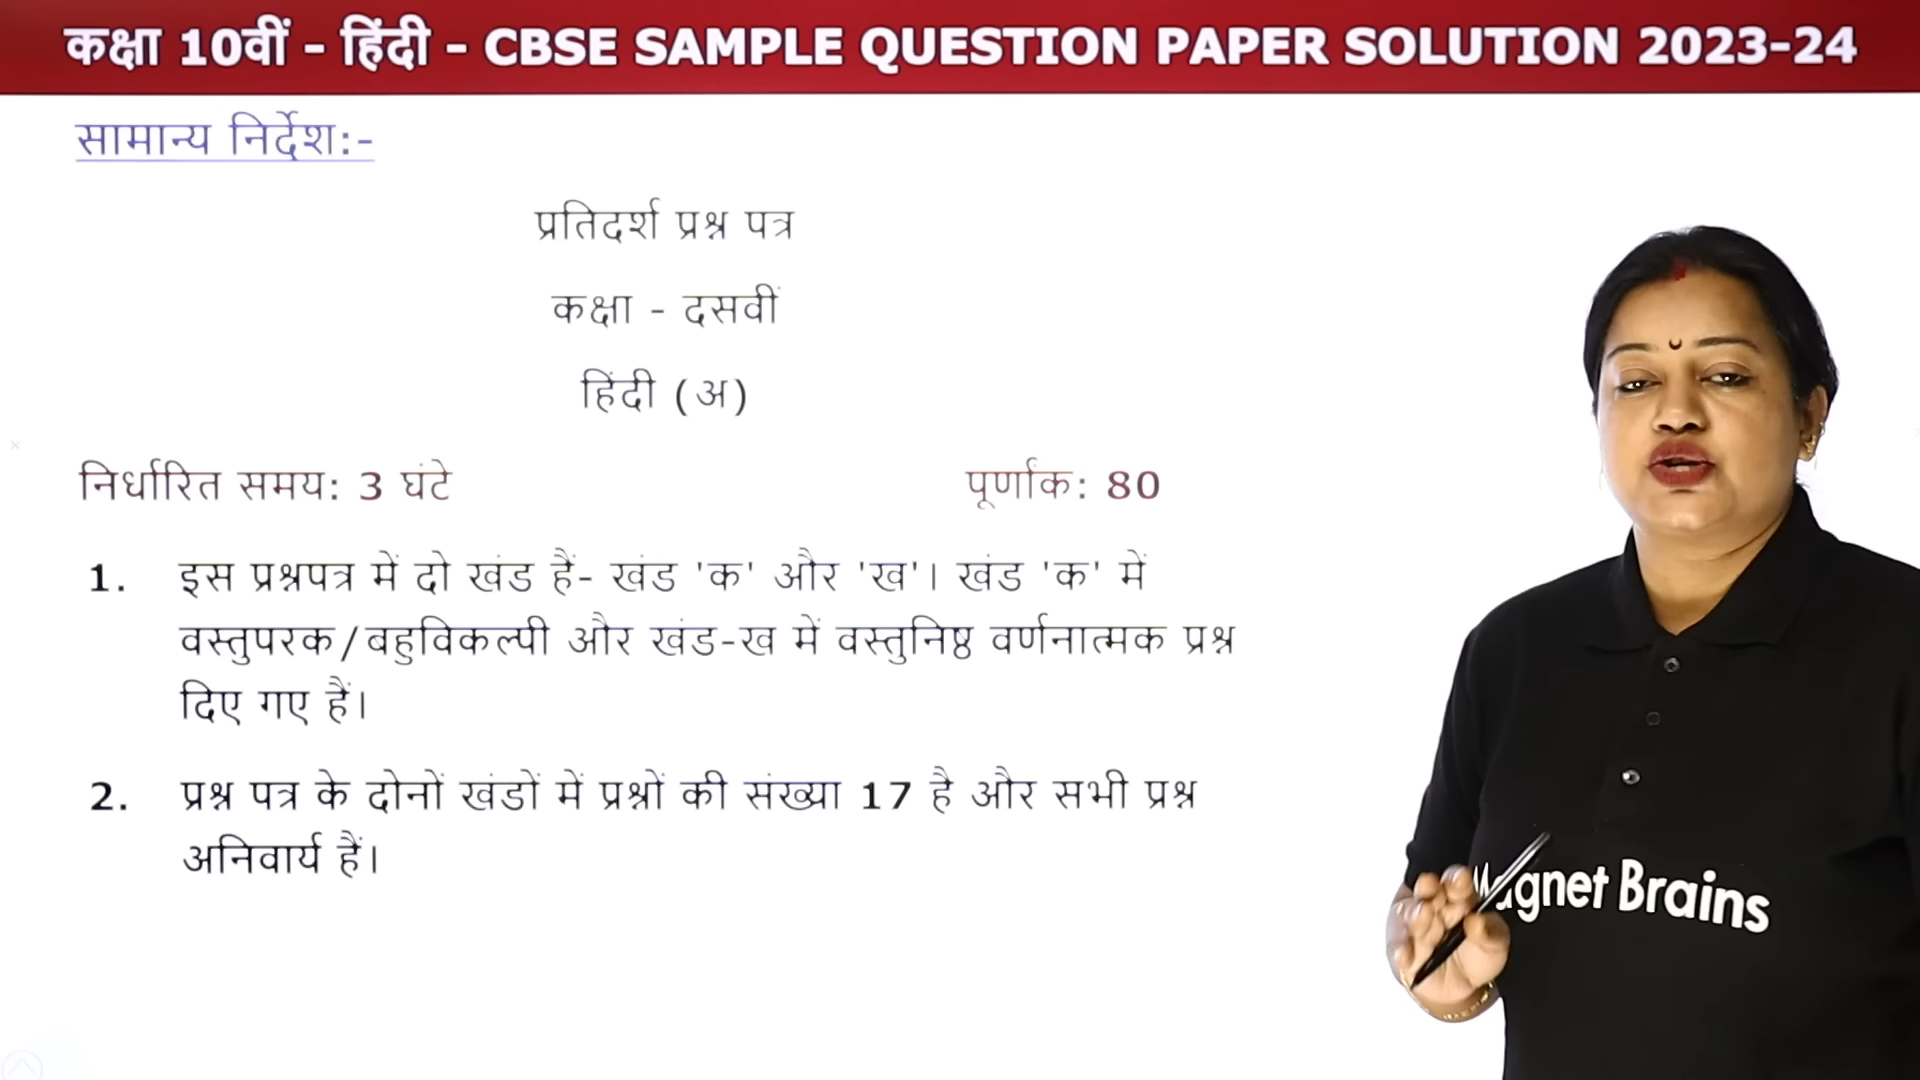 कक्षा 10वीं - हिंदी - CBSE SAMPLE QUESTION PAPER SOLUTION 2023-24
सामान्य निर्देश:-
प्रतिदर्श प्रश्न पत्र
कक्षा - दसवीं
हिंदी (अ)
निर्धारित समय: 3 घंटे पूर्णांक: 80
1. इस प्रश्नपत्र में दो खंड हैं- खंड 'क' और 'ख'। खंड 'क' में
वस्तुपरक/बहुविकल्पी और खंड-ख में वस्तुनिष्ठ वर्णनात्मक प्रश्न
दिए गए हैं।
2. प्रश्न पत्र के दोनों खंडों में प्रश्नों की संख्या 17 है और सभी प्रश्न
अनिवार्य हैं।
Magnet Brains